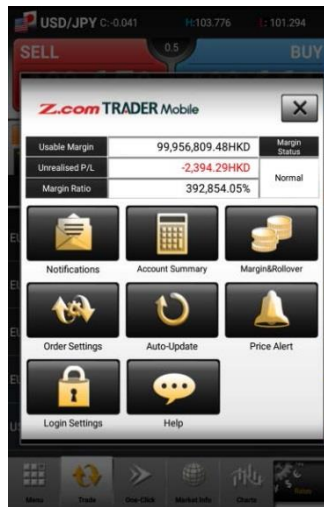 USD/JPY C:-0.041 H:103.776 L: 101.294
SELL 0.5 BUY
Z.com TRADER Mobile
Usable Margin 99,956,809.48HKD Margin Status
Unrealised P/L -2,394.29HKD Normal
Margin Ratio 392,854.05%
Notifications Account Summary Margin&Rollover
Order Settings Auto-Update Price Alert
Login Settings Help
Menu Trade One-Click Market Info Charts Rates